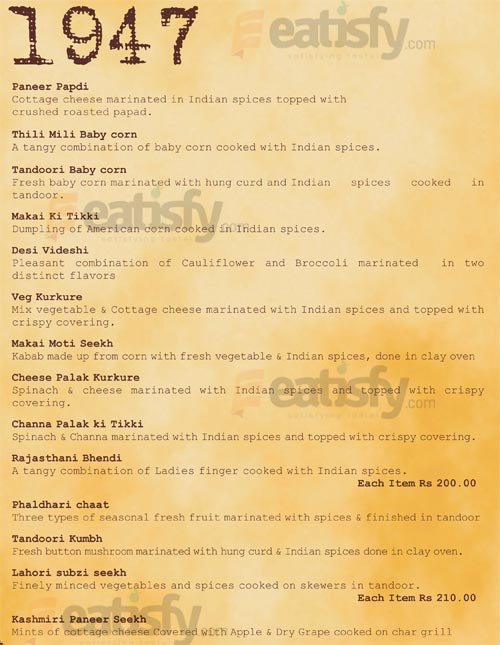 1947
eatisfy.com
satisfying taste!
Paneer Papdi
Cottage cheese marinated in Indian spices topped with
crushed roasted papad.
Thili Mili Baby corn
A tangy combination of baby corn cooked with Indian spices.
Tandoori Baby corn
Fresh baby corn marinated with hung curd and Indian spices cooked in
tandoor.
Makai Ki Tikki
Dumpling of American corn cooked in Indian spices.
eatisfy.com
satisfying taste!
Desi Videshi
Pleasant combination of Cauliflower and Broccoli marinated in two
distinct flavors
Veg Kurkure
Mix vegetable & Cottage cheese marinated with Indian spices and topped with
crispy covering.
Makai Moti Seekh
Kabab made up from corn with fresh vegetable & Indian spices, done in clay oven
Cheese Palak Kurkure
Spinach & cheese marinated with Indian spices and topped with crispy
covering.
eatisfy.com
satisfying taste!
Channa Palak ki Tikki
Spinach & Channa marinated with Indian spices and topped with crispy covering.
Rajasthani Bhendi
A tangy combination of Ladies finger cooked with Indian spices.
Each Item Rs 200.00
Phaldhari chaat
Three types of seasonal fresh fruit marinated with spices & finished in tandoor
Tandoori Kumbh
Fresh button mushroom marinated with hung curd & Indian spices done in clay oven.
Lahori subzi seekh
Finely minced vegetables and spices cooked on skewers in tandoor.
Each Item Rs 210.00
eatisfy.com
Kashmiri Paneer Seekh
Mints of cottage cheese Covered with Apple & Dry Grape cooked on char grill